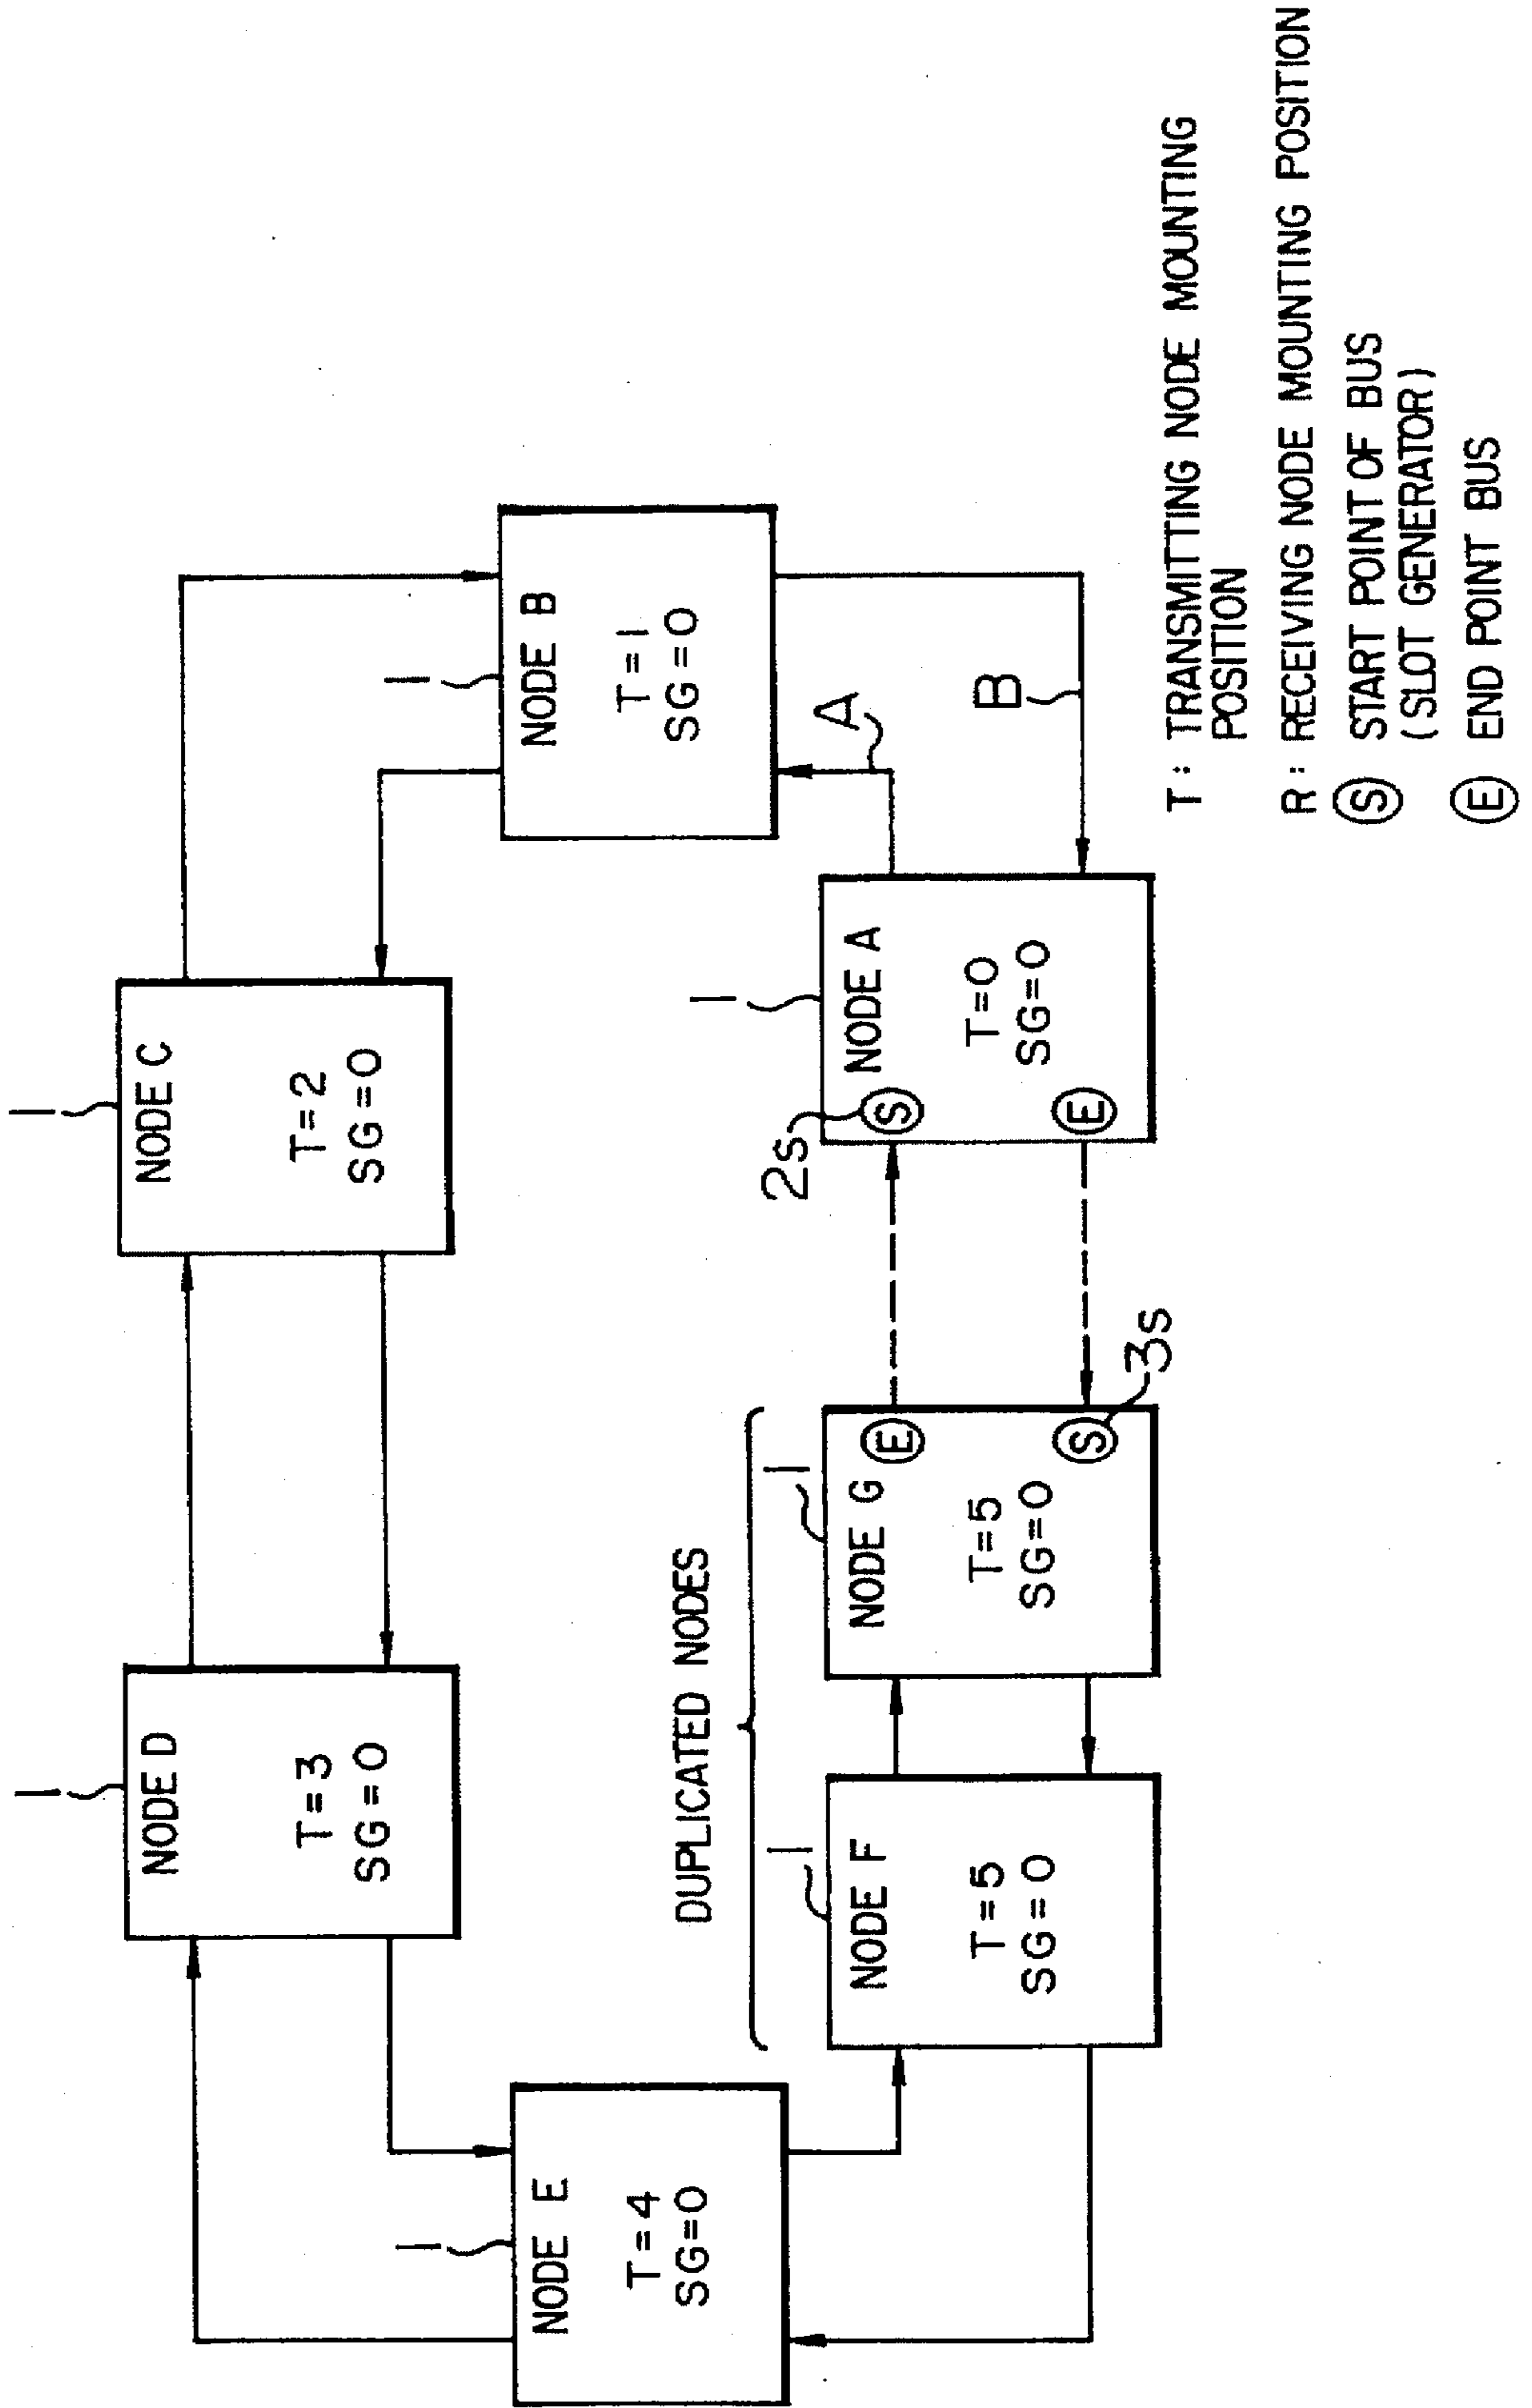 1
NODE E
T=4
SG=0
1
NODE D
T=3
SG=0
1
NODE C
T=2
SG=0
1
NODE B
T=1
SG=0
A
B
DUPLICATED NODES
1
NODE F
T=5
SG=0
1
NODE G
T=5
SG=0
E
S
3s
1
NODE A
T=0
SG=0
2s
S
E
T: TRANSMITTING NODE MOUNTING
POSITION
R: RECEIVING NODE MOUNTING POSITION
S START POINT OF BUS
(SLOT GENERATOR)
E END POINT BUS